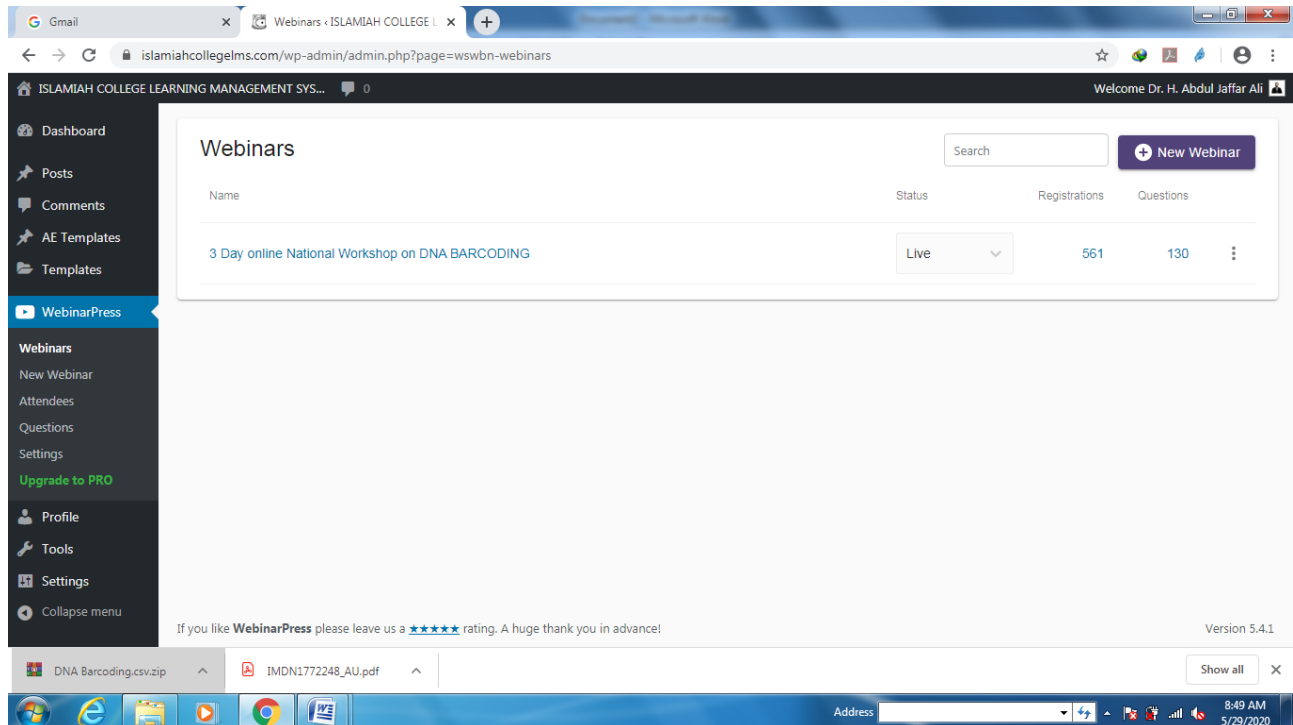 Gmail
Webinars ‹ ISLAMIAH COLLEGE L
islamiahcollegelms.com/wp-admin/admin.php?page=wswbn-webinars
ISLAMIAH COLLEGE LEARNING MANAGEMENT SYS... 0 Welcome Dr. H. Abdul Jaffar Ali
Dashboard
Posts
Comments
AE Templates
Templates
WebinarPress
Webinars
New Webinar
Attendees
Questions
Settings
Upgrade to PRO
Profile
Tools
Settings
Collapse menu
Webinars
Search
New Webinar
Name Status Registrations Questions
3 Day online National Workshop on DNA BARCODING Live 561 130
If you like WebinarPress please leave us a ★★★★★ rating. A huge thank you in advance! Version 5.4.1
DNA Barcoding.csv.zip IMDN1772248_AU.pdf Show all
Address
8:49 AM
5/29/2020